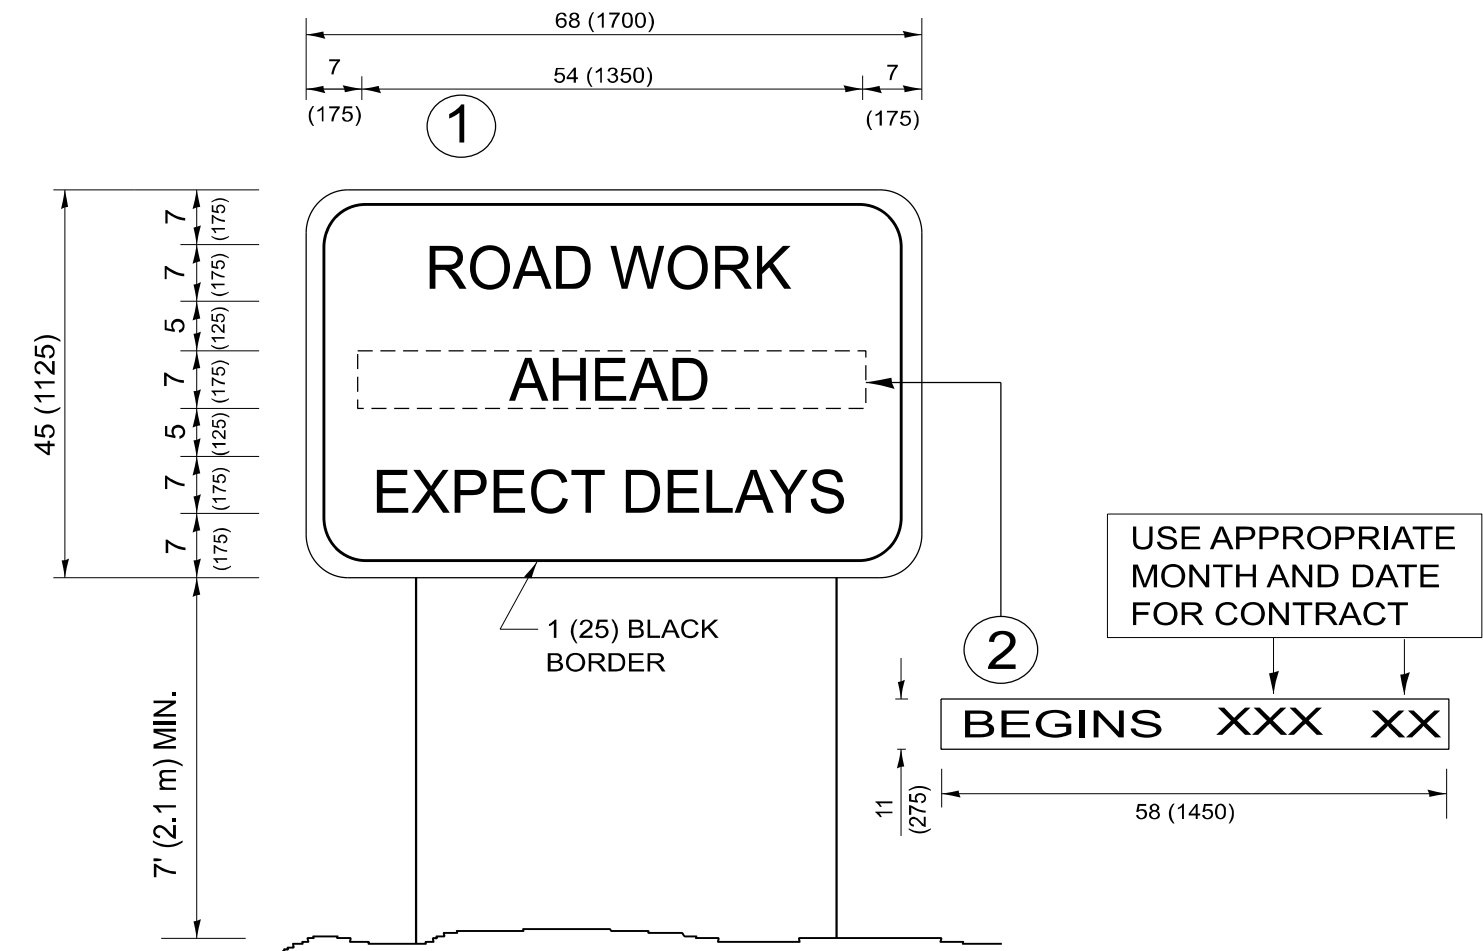 68 (1700)
7
54 (1350)
7
(175)
(175)
1
7
(175)
7
(175)
5
(125)
7
(175)
5
(125)
7
(175)
7
(175)
45 (1125)
ROAD WORK
AHEAD
EXPECT DELAYS
1 (25) BLACK
BORDER
7' (2.1 m) MIN.
2
USE APPROPRIATE
MONTH AND DATE
FOR CONTRACT
BEGINS XXX XX
11
(275)
58 (1450)